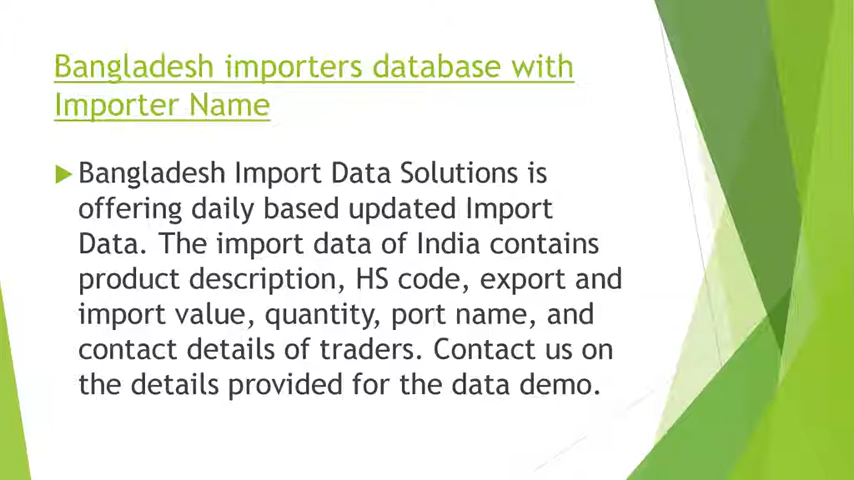 Bangladesh importers database with
Importer Name
Bangladesh Import Data Solutions is
offering daily based updated Import
Data. The import data of India contains
product description, HS code, export and
import value, quantity, port name, and
contact details of traders. Contact us on
the details provided for the data demo.